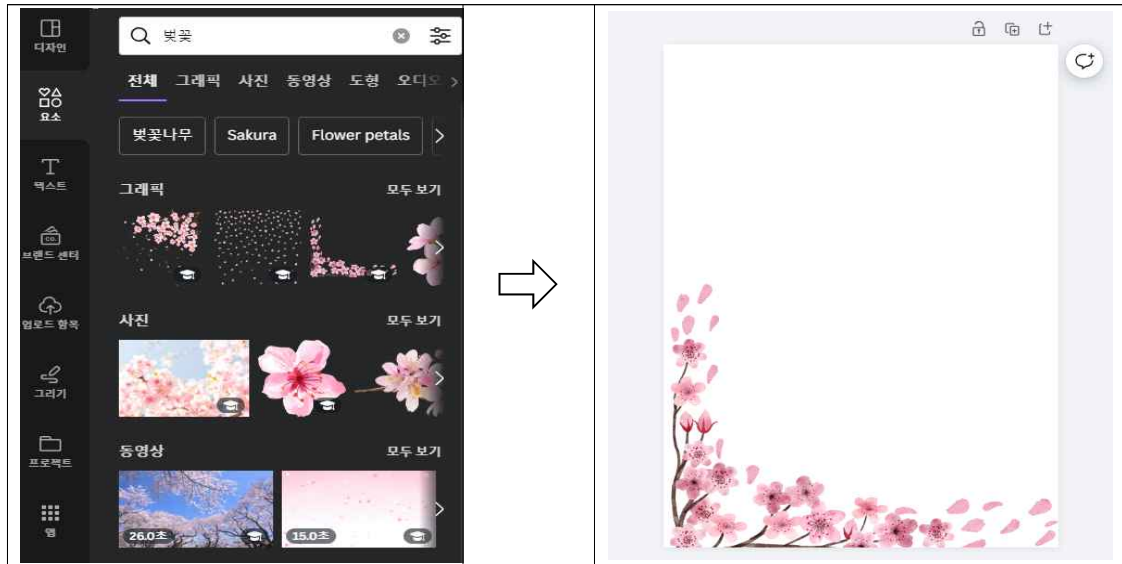 디자인
요소
텍스트
브랜드 센터
업로드 항목
그리기
프로젝트
앱
벚꽃
전체 그래픽 사진 동영상 도형 오디오
벚꽃나무 Sakura Flower petals
그래픽 모두 보기
사진 모두 보기
동영상 모두 보기
26.0초 15.0초